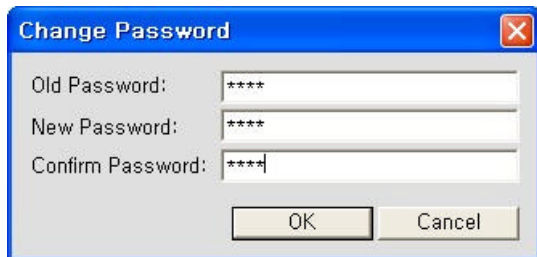 Change Password
Old Password: ****
New Password: ****
Confirm Password: ****
OK Cancel